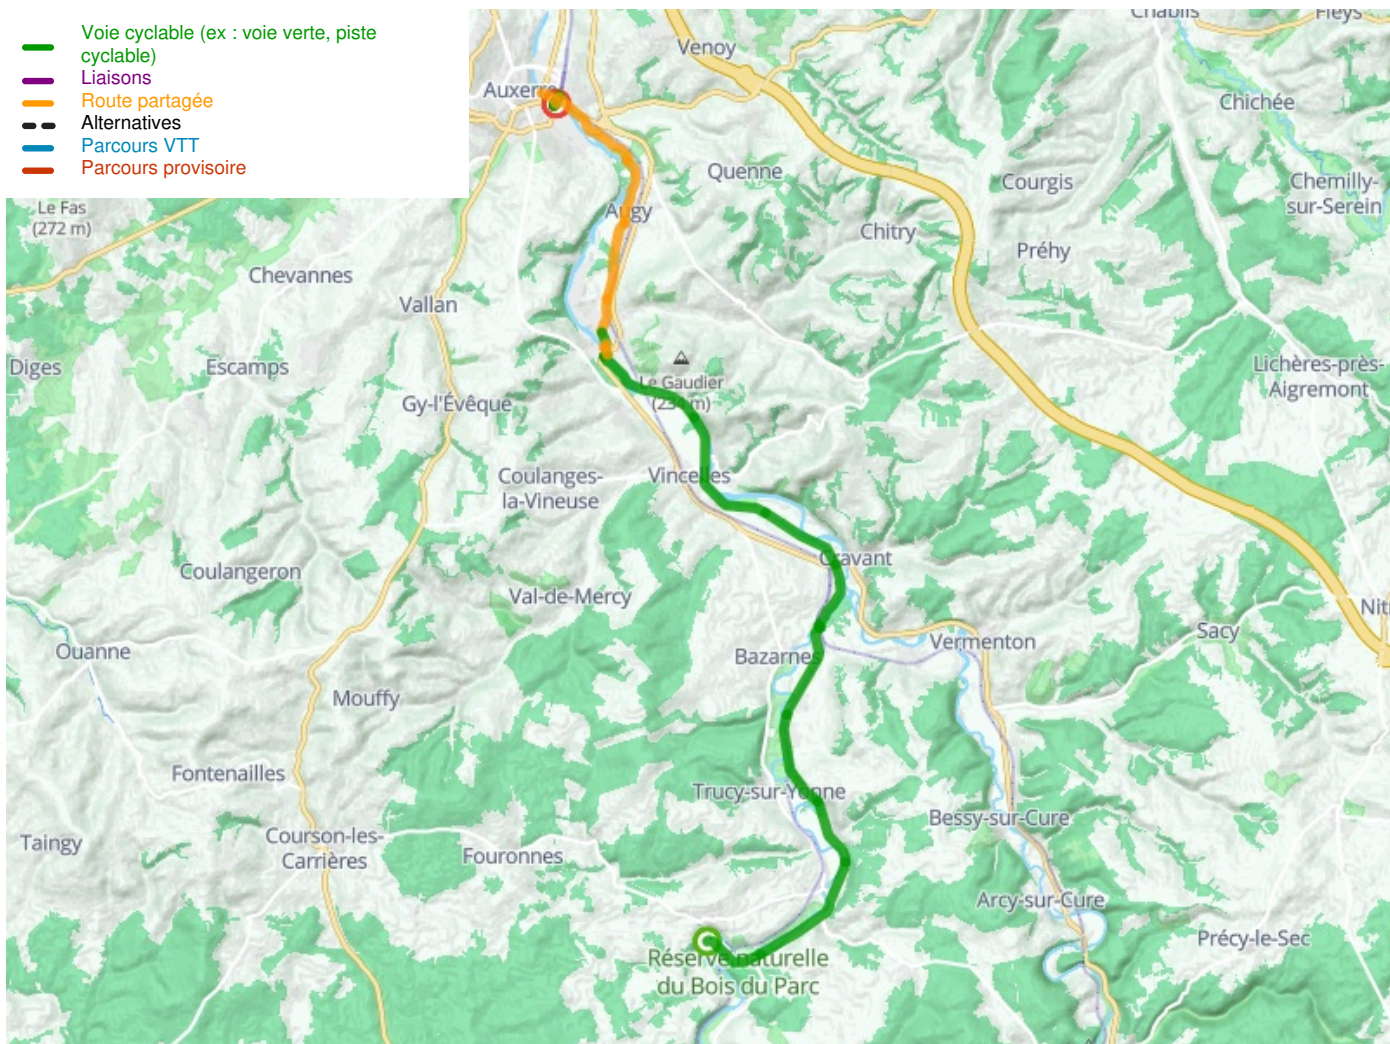 Voie cyclable (ex : voie verte, piste
cyclable)
Liaisons
Route partagée
Alternatives
Parcours VTT
Parcours provisoire
Chablis
Fleys
Venoy
Auxerre
Chichée
Quenne
Courgis
Chemilly-
sur-Serein
Le Fas
(272 m)
Augy
Chitry
Préhy
Chevannes
Vallan
Diges
Escamps
Le Gaudier
(234 m)
Lichères-près-
Aigremont
Gy-l'Évêque
Coulanges-
la-Vineuse
Vincelles
Cravant
Coulangeron
Val-de-Mercy
Nitr
Sacy
Ouanne
Bazarnes
Vermenton
Mouffy
Fontenailles
Trucy-sur-Yonne
Bessy-sur-Cure
Taingy
Courson-les-
Carrières
Fouronnes
Arcy-sur-Cure
Précy-le-Sec
Réserve naturelle
du Bois du Parc